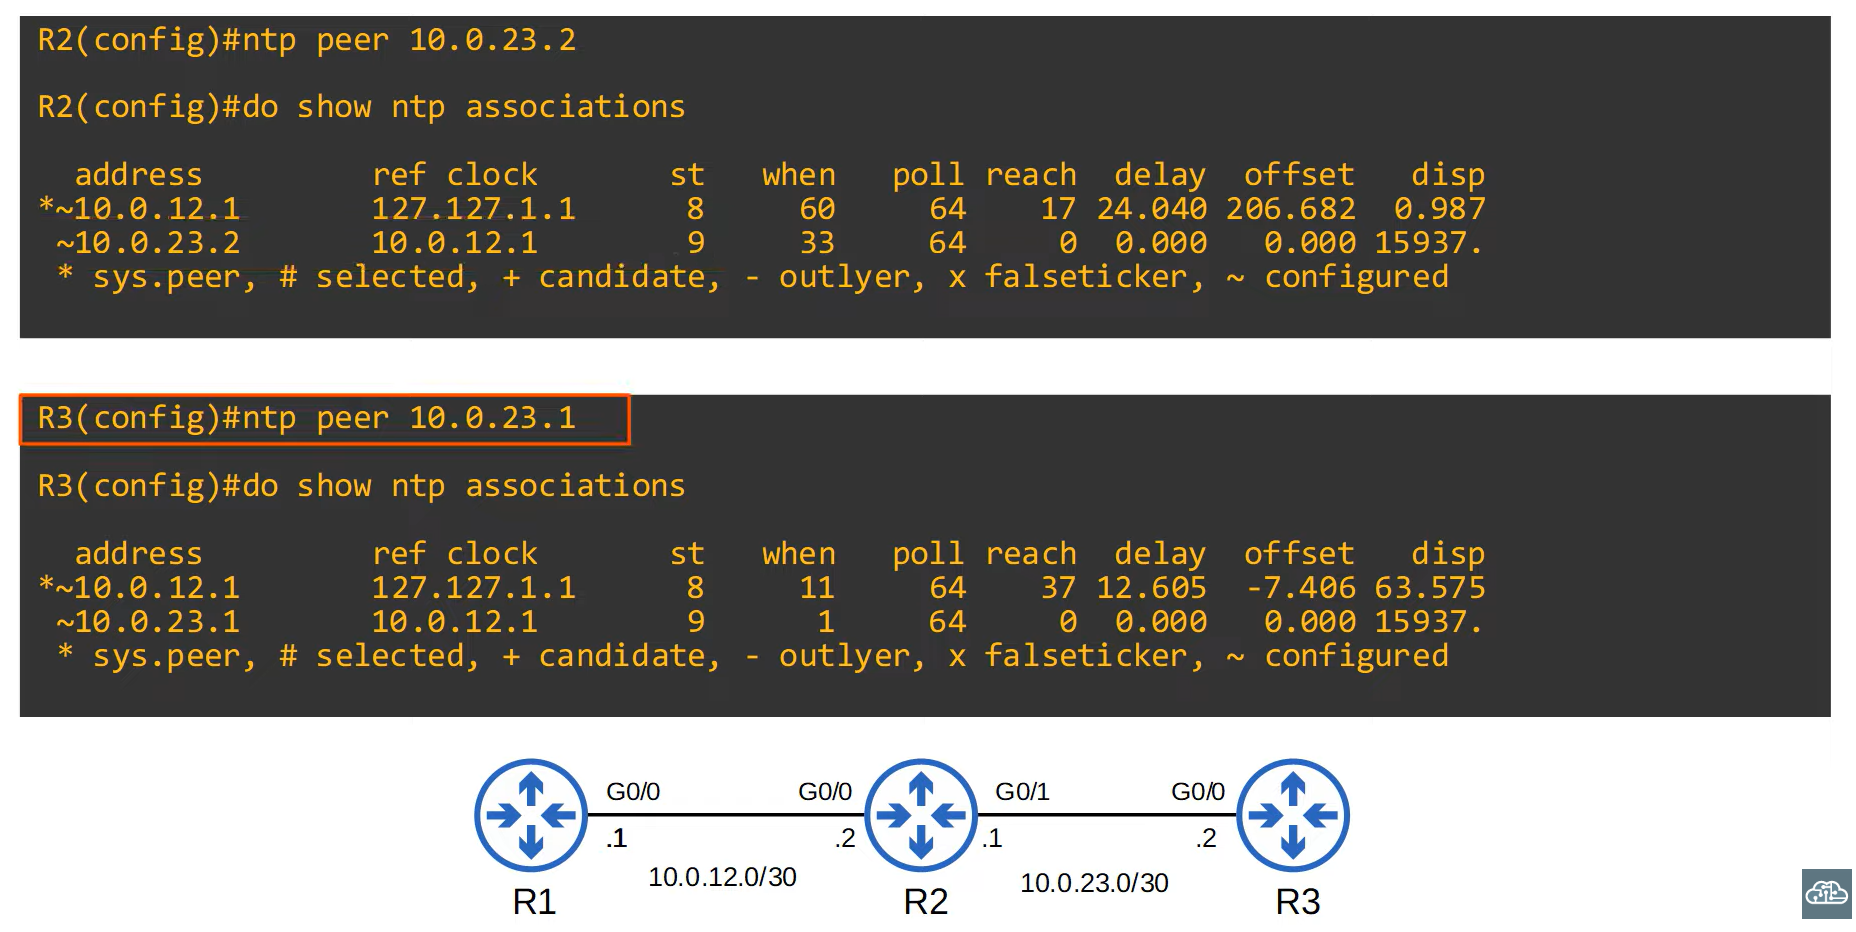 R2(config)#ntp peer 10.0.23.2
R2(config)#do show ntp associations
address ref clock st when poll reach delay offset disp
*~10.0.12.1 127.127.1.1 8 60 64 17 24.040 206.682 0.987
~10.0.23.2 10.0.12.1 9 33 64 0 0.000 0.000 15937.
* sys.peer, # selected, + candidate, - outlyer, x falseticker, ~ configured
R3(config)#ntp peer 10.0.23.1
R3(config)#do show ntp associations
address ref clock st when poll reach delay offset disp
*~10.0.12.1 127.127.1.1 8 11 64 37 12.605 -7.406 63.575
~10.0.23.1 10.0.12.1 9 1 64 0 0.000 0.000 15937.
* sys.peer, # selected, + candidate, - outlyer, x falseticker, ~ configured
G0/0 G0/0 G0/1 G0/0
.1 .2 .1 .2
10.0.12.0/30 10.0.23.0/30
R1 R2 R3